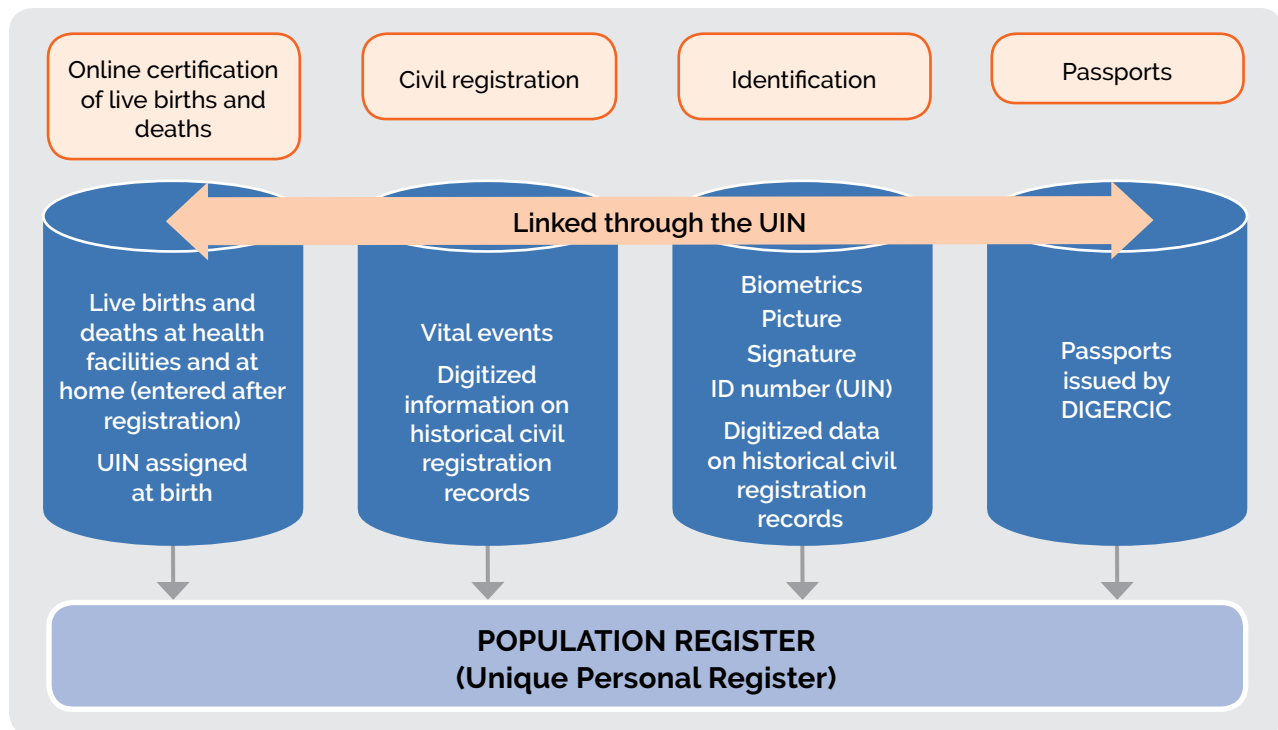 Online certification
of live births and
deaths
Civil registration
Identification
Passports
Linked through the UIN
Live births and
deaths at health
facilities and at
home (entered after
registration)
UIN assigned
at birth
Vital events
Digitized
information on
historical civil
registration
records
Biometrics
Picture
Signature
ID number (UIN)
Digitized data
on historical civil
registration
records
Passports
issued by
DIGERCIC
POPULATION REGISTER
(Unique Personal Register)